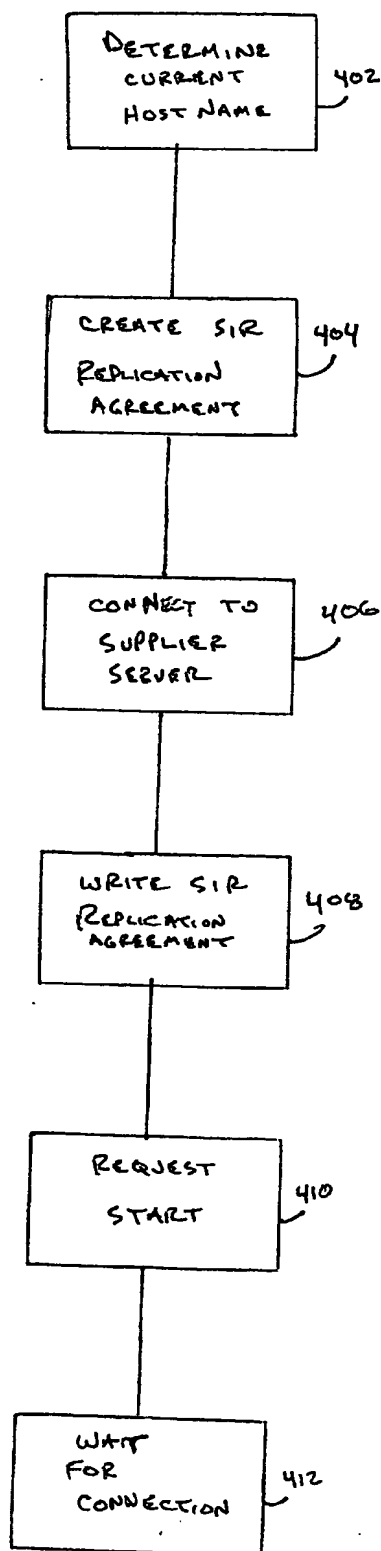 DETERMINE
CURRENT
HOST NAME
402
CREATE SIR
REPLICATION
AGREEMENT
404
CONNECT TO
SUPPLIER
SERVER
406
WRITE SIR
REPLICATION
AGREEMENT
408
REQUEST
START
410
WAIT
FOR
CONNECTION
412